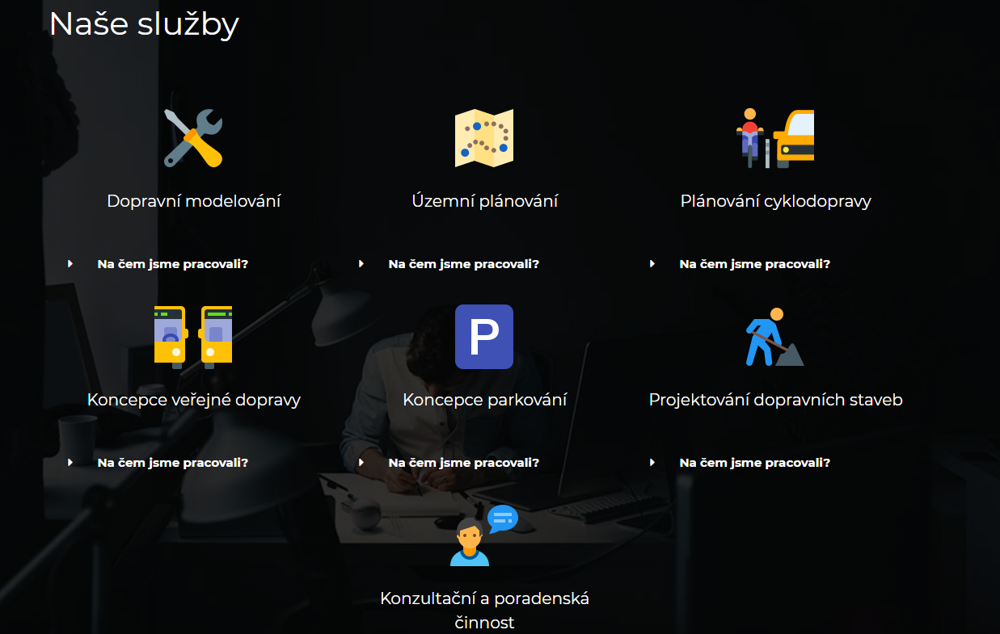 Naše služby
Dopravní modelování
Územní plánování
Plánování cyklodopravy
Na čem jsme pracovali?
Na čem jsme pracovali?
Na čem jsme pracovali?
P
Koncepce veřejné dopravy
Koncepce parkování
Projektování dopravních staveb
Na čem jsme pracovali?
Na čem jsme pracovali?
Na čem jsme pracovali?
Konzultační a poradenská
činnost